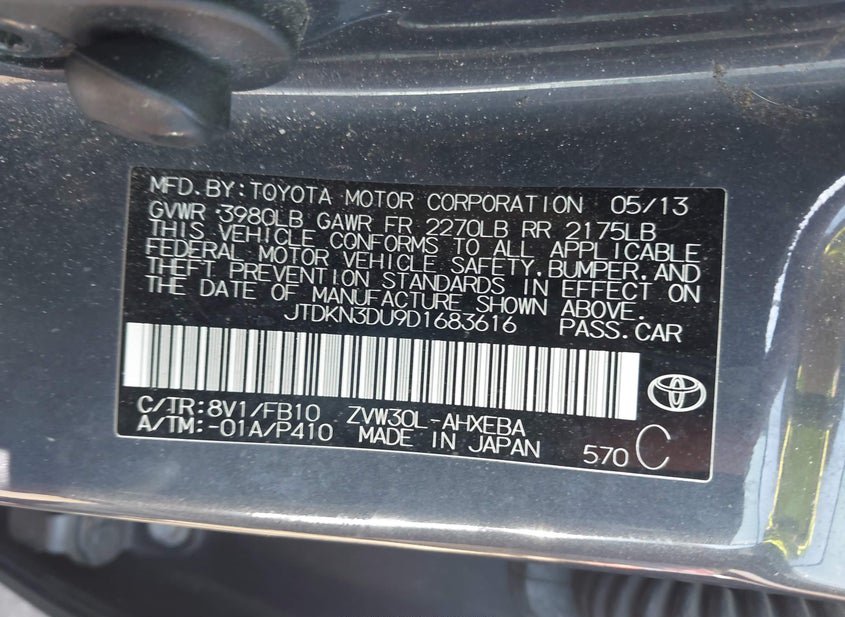 MFD.BY:TOYOTA MOTOR CORPORATION 05/13
GVWR 3980LB GAWR FR 2270LB RR 2175LB
THIS VEHICLE CONFORMS TO ALL APPLICABLE
FEDERAL MOTOR VEHICLE SAFETY,BUMPER,AND
THEFT PREVENTION STANDARDS IN EFFECT ON
THE DATE OF MANUFACTURE SHOWN ABOVE.
JTDKN3DU9D1683616 PASS.CAR
C/TR:8V1/FB10 ZVW30L-AHXEBA
A/TM:-01A/P410 MADE IN JAPAN
570 C